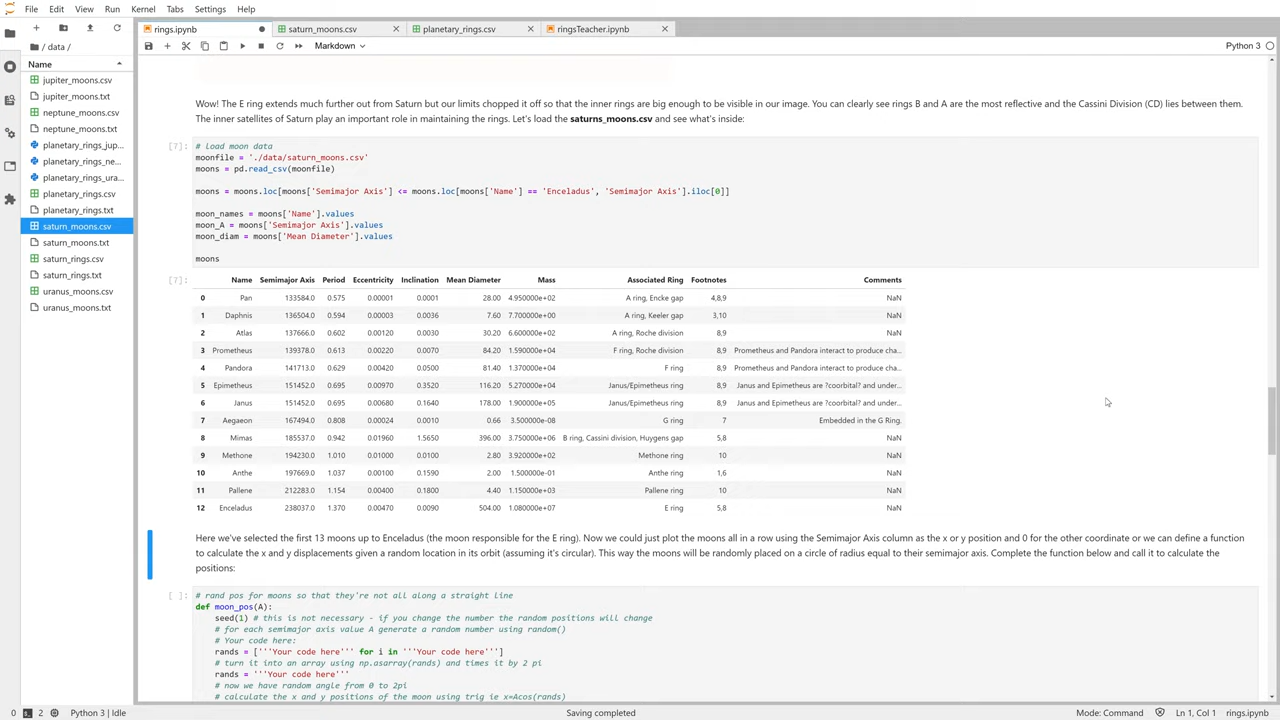 File Edit View Run Kernel Tabs Settings Help
rings.ipynb saturn_moons.csv planetary_rings.csv ringsTeacher.ipynb
Markdown Python 3
/ data /
Name
jupiter_moons.csv
jupiter_moons.txt
neptune_moons.csv
neptune_moons.txt
planetary_rings_jup...
planetary_rings_ne...
planetary_rings_ura...
planetary_rings.csv
planetary_rings.txt
saturn_moons.csv
saturn_moons.txt
saturn_rings.csv
saturn_rings.txt
uranus_moons.csv
uranus_moons.txt
Wow! The E ring extends much further out from Saturn but our limits chopped it off so that the inner rings are big enough to be visible in our image. You can clearly see rings B and A are the most reflective and the Cassini Division (CD) lies between them.
The inner satellites of Saturn play an important role in maintaining the rings. Let's load the saturns_moons.csv and see what's inside:
[7]: # load moon data
moonfile = './data/saturn_moons.csv'
moons = pd.read_csv(moonfile)
moons = moons.loc[moons['Semimajor Axis'] <= moons.loc[moons['Name'] == 'Enceladus', 'Semimajor Axis'].iloc[0]]
moon_names = moons['Name'].values
moon_A = moons['Semimajor Axis'].values
moon_diam = moons['Mean Diameter'].values
moons
[7]: Name Semimajor Axis Period Eccentricity Inclination Mean Diameter Mass Associated Ring Footnotes Comments
0 Pan 133584.0 0.575 0.00001 0.0001 28.00 4.950000e+02 A ring, Encke gap 4,8,9 NaN
1 Daphnis 136504.0 0.594 0.00003 0.0036 7.60 7.700000e+00 A ring, Keeler gap 3,10 NaN
2 Atlas 137666.0 0.602 0.00120 0.0030 30.20 6.600000e+02 A ring, Roche division 8,9 NaN
3 Prometheus 139378.0 0.613 0.00220 0.0070 84.20 1.590000e+04 F ring, Roche division 8,9 Prometheus and Pandora interact to produce cha...
4 Pandora 141713.0 0.629 0.00420 0.0500 81.40 1.370000e+04 F ring 8,9 Prometheus and Pandora interact to produce cha...
5 Epimetheus 151452.0 0.695 0.00970 0.3520 116.20 5.270000e+04 Janus/Epimetheus ring 8,9 Janus and Epimetheus are ?coorbital? and under...
6 Janus 151452.0 0.695 0.00680 0.1640 178.00 1.900000e+05 Janus/Epimetheus ring 8,9 Janus and Epimetheus are ?coorbital? and under...
7 Aegaeon 167494.0 0.808 0.00024 0.0010 0.66 3.500000e-08 G ring 7 Embedded in the G Ring.
8 Mimas 185537.0 0.942 0.01960 1.5650 396.00 3.750000e+06 B ring, Cassini division, Huygens gap 5,8 NaN
9 Methone 194230.0 1.010 0.01000 0.0100 2.80 3.920000e+02 Methone ring 10 NaN
10 Anthe 197669.0 1.037 0.00100 0.1590 2.00 1.500000e-01 Anthe ring 1,6 NaN
11 Pallene 212283.0 1.154 0.00400 0.1800 4.40 1.150000e+03 Pallene ring 10 NaN
12 Enceladus 238037.0 1.370 0.00470 0.0090 504.00 1.080000e+07 E ring 5,8 NaN
Here we've selected the first 13 moons up to Enceladus (the moon responsible for the E ring). Now we could just plot the moons all in a row using the Semimajor Axis column as the x or y position and 0 for the other coordinate or we can define a function
to calculate the x and y displacements given a random location in its orbit (assuming it's circular). This way the moons will be randomly placed on a circle of radius equal to their semimajor axis. Complete the function below and call it to calculate the
positions:
[ ]: # rand pos for moons so that they're not all along a straight line
def moon_pos(A):
seed(1) # this is not necessary - if you change the number the random positions will change
# for each semimajor axis value A generate a random number using random()
# Your code here:
rands = ['''Your code here''' for i in '''Your code here''']
# turn it into an array using np.asarray(rands) and times it by 2 pi
rands = '''Your code here'''
# now we have random angle from 0 to 2pi
# calculate the x and y positions of the moon using trig ie x=Acos(rands)
0 2 Python 3 | Idle Saving completed Mode: Command Ln 1, Col 1 rings.ipynb